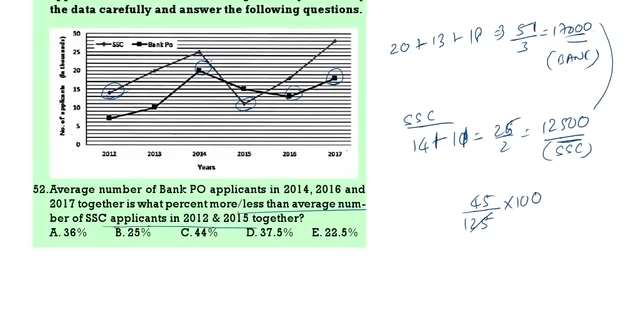 the data carefully and answer the following questions.
30
25
20
15
10
5
0
No. of applicants (in thousands)
SSC
Bank Po
2012 2013 2014 2015 2016 2017
Years
52.Average number of Bank PO applicants in 2014, 2016 and
2017 together is what percent more/less than average num-
ber of SSC applicants in 2012 & 2015 together?
A. 36% B. 25% C. 44% D. 37.5% E. 22.5%
20 + 13 + 18 ⇒ 51/3 = 17000
(BANK)
SSC
14 + 11 = 25/2 = 12500
(SSC)
45/125 × 100